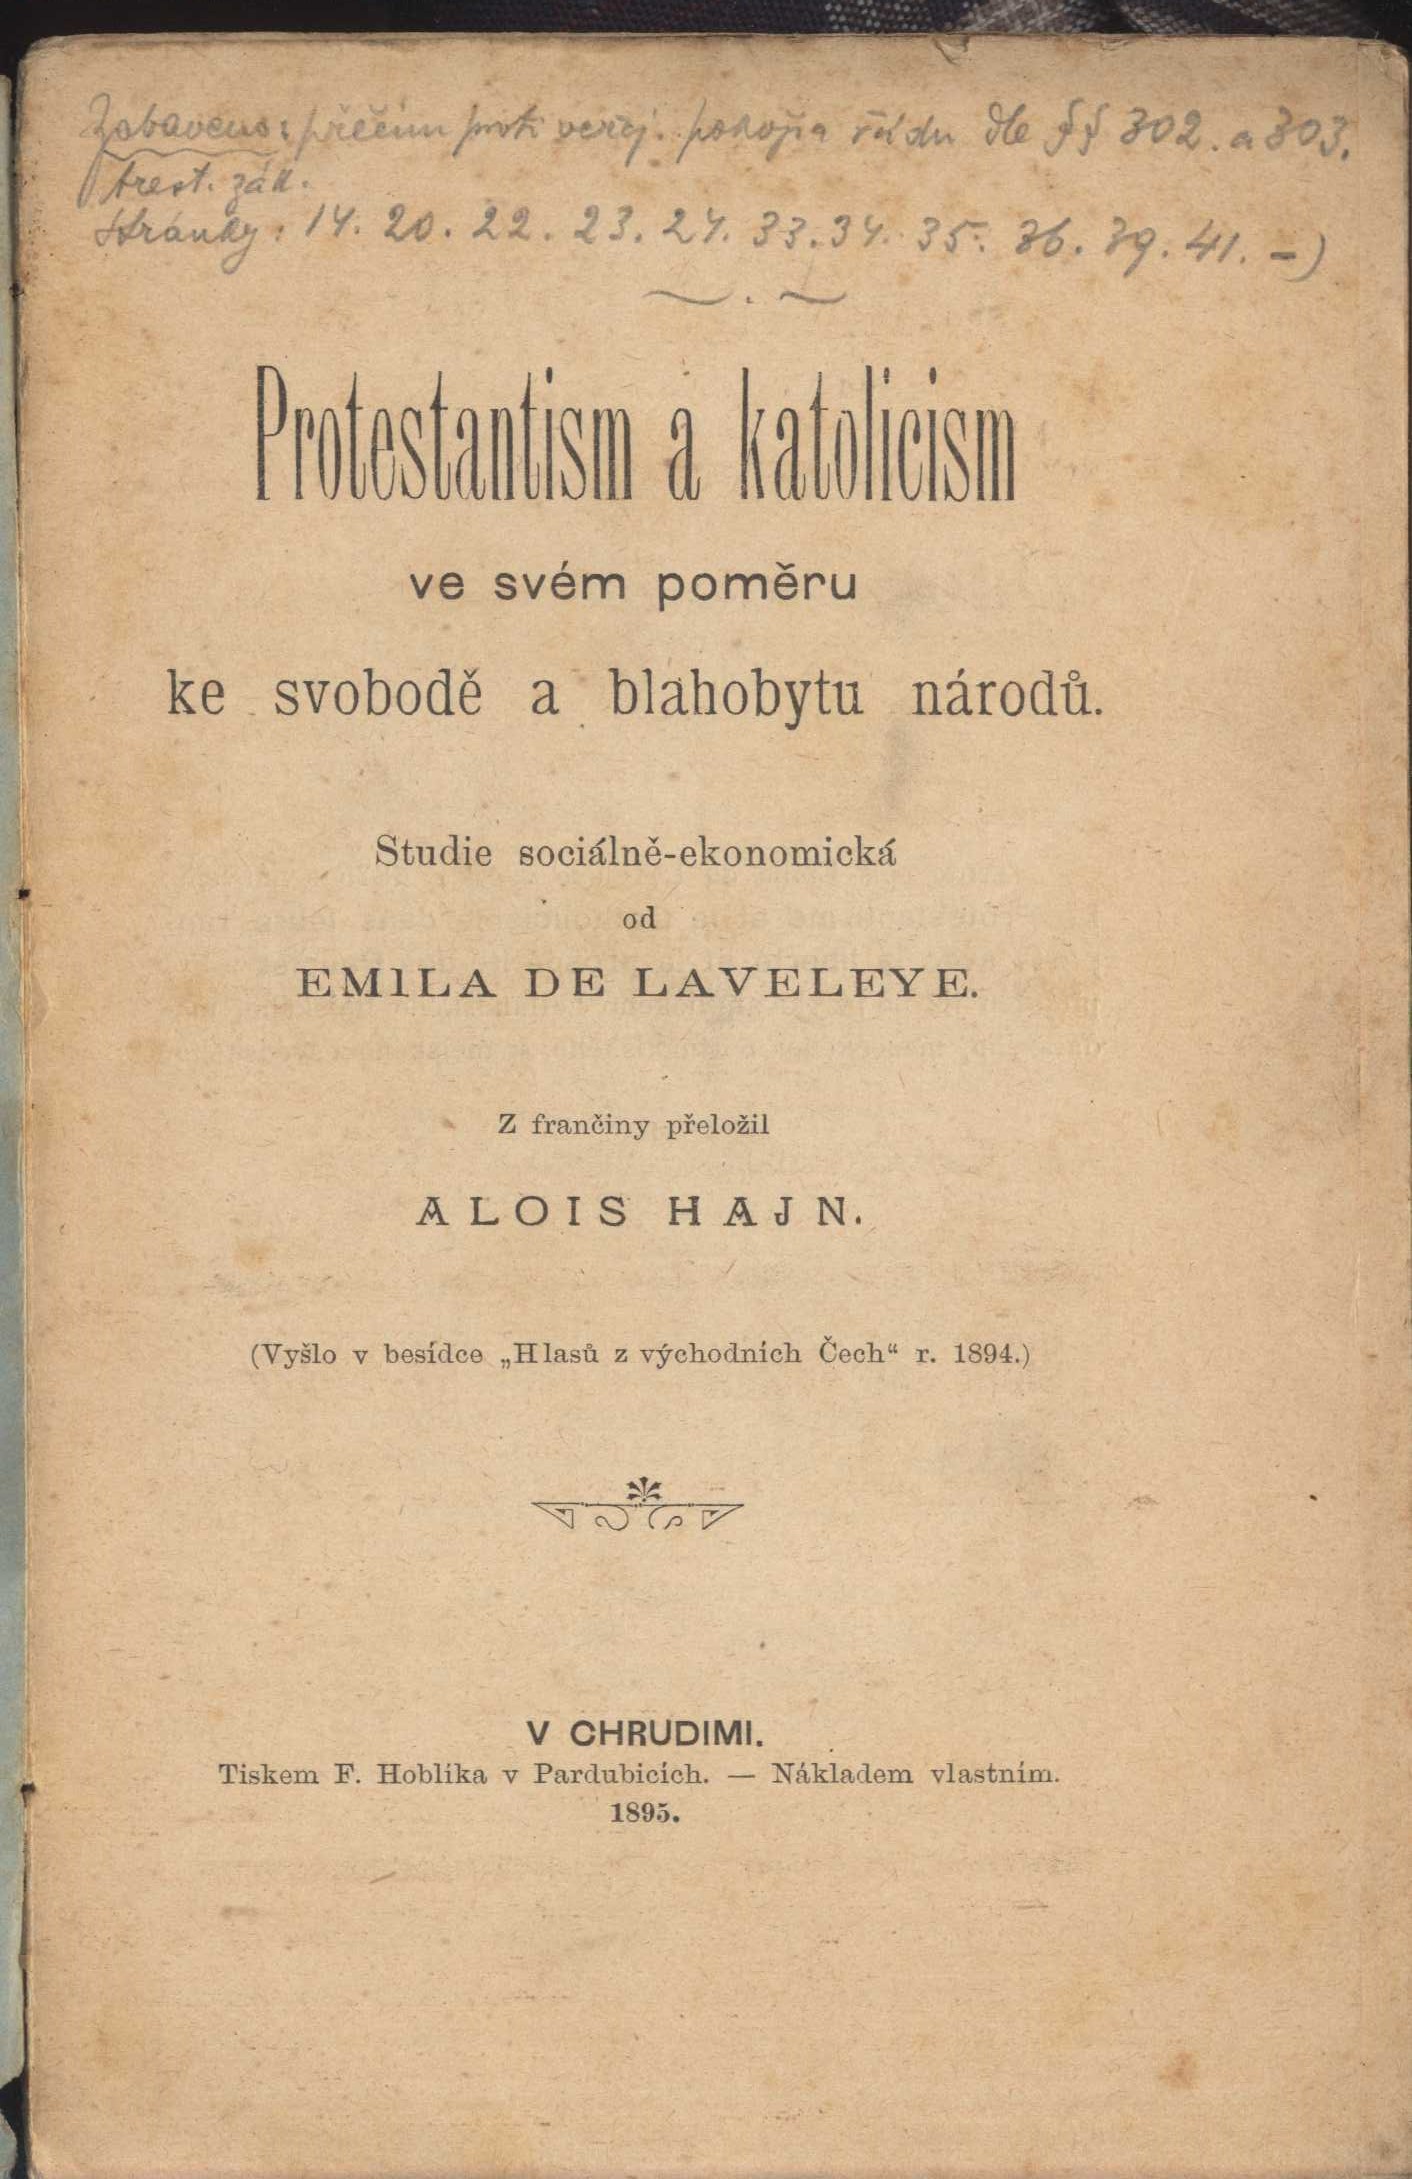 Zabaveno: přečin proti veřej. pokoji a řádu dle §§ 302. a 303.
trest. zák.
Stránky: 14. 20. 22. 23. 24. 33. 34. 35. 36. 39. 41. –)
Protestantism a katolicism
ve svém poměru
ke svobodě a blahobytu národů.
Studie sociálně-ekonomická
od
EMILA DE LAVELEYE.
Z frančiny přeložil
ALOIS HAJN.
(Vyšlo v besídce „Hlasů z východních Čech“ r. 1894.)
V CHRUDIMI.
Tiskem F. Hoblíka v Pardubicích. — Nákladem vlastním.
1895.